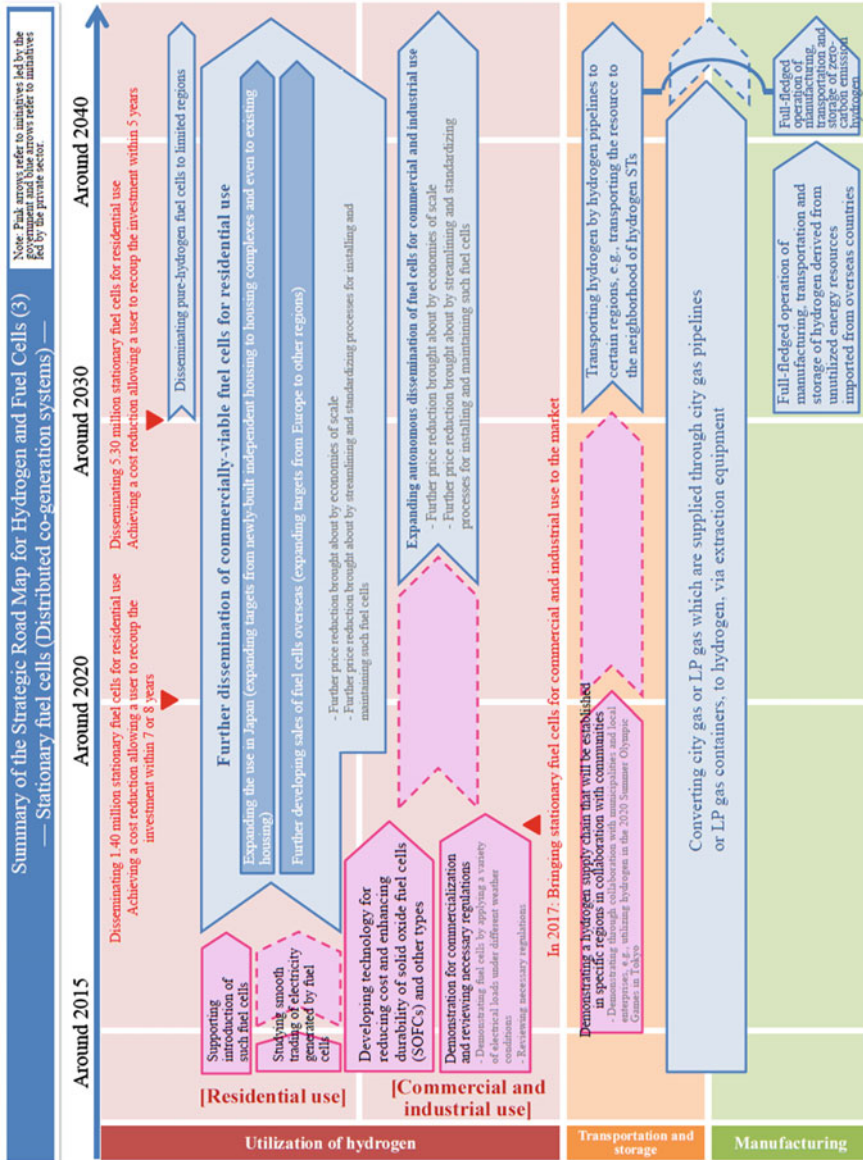 Summary of the Strategic Road Map for Hydrogen and Fuel Cells (3)
— Stationary fuel cells (Distributed co-generation systems) —
Note: Pink arrows refer to initiatives led by the
government and blue arrows refer to initiatives
led by the private sector.
Around 2015
Around 2020
Around 2030
Around 2040
Disseminating 1.40 million stationary fuel cells for residential use
Achieving a cost reduction allowing a user to recoup the
investment within 7 or 8 years
Disseminating 5.30 million stationary fuel cells for residential use
Achieving a cost reduction allowing a user to recoup the investment within 5 years
Utilization of hydrogen
[Residential use]
Supporting
introduction of
such fuel cells
Studying smooth
trading of electricity
generated by fuel
cells
Disseminating pure-hydrogen fuel cells to limited regions
Further dissemination of commercially-viable fuel cells for residential use
Expanding the use in Japan (expanding targets from newly-built independent housing to housing complexes and even to existing
housing)
Further developing sales of fuel cells overseas (expanding targets from Europe to other regions)
- Further price reduction brought about by economies of scale
- Further price reduction brought about by streamlining and standardizing processes for installing and
maintaining such fuel cells
Developing technology for
reducing cost and enhancing
durability of solid oxide fuel cells
(SOFCs) and other types
[Commercial and
industrial use]
Demonstration for commercialization
and reviewing necessary regulations
- Demonstrating fuel cells by applying a variety
of electrical loads under different weather
conditions
- Reviewing necessary regulations
Expanding autonomous dissemination of fuel cells for commercial and industrial use
- Further price reduction brought about by economies of scale
- Further price reduction brought about by streamlining and standardizing
processes for installing and maintaining such fuel cells
In 2017: Bringing stationary fuel cells for commercial and industrial use to the market
Transportation and
storage
Demonstrating a hydrogen supply chain that will be established
in specific regions in collaboration with communities
- Demonstrating through collaboration with municipalities and local
enterprises, e.g., utilizing hydrogen in the 2020 Summer Olympic
Games in Tokyo
Transporting hydrogen by hydrogen pipelines to
certain regions, e.g., transporting the resource to
the neighborhood of hydrogen STs
Converting city gas or LP gas which are supplied through city gas pipelines
or LP gas containers, to hydrogen, via extraction equipment
Manufacturing
Full-fledged operation of
manufacturing, transportation and
storage of hydrogen derived from
unutilized energy resources
imported from overseas countries
Full-fledged
operation of
manufacturing,
transportation and
storage of zero-
carbon emission
hydrogen